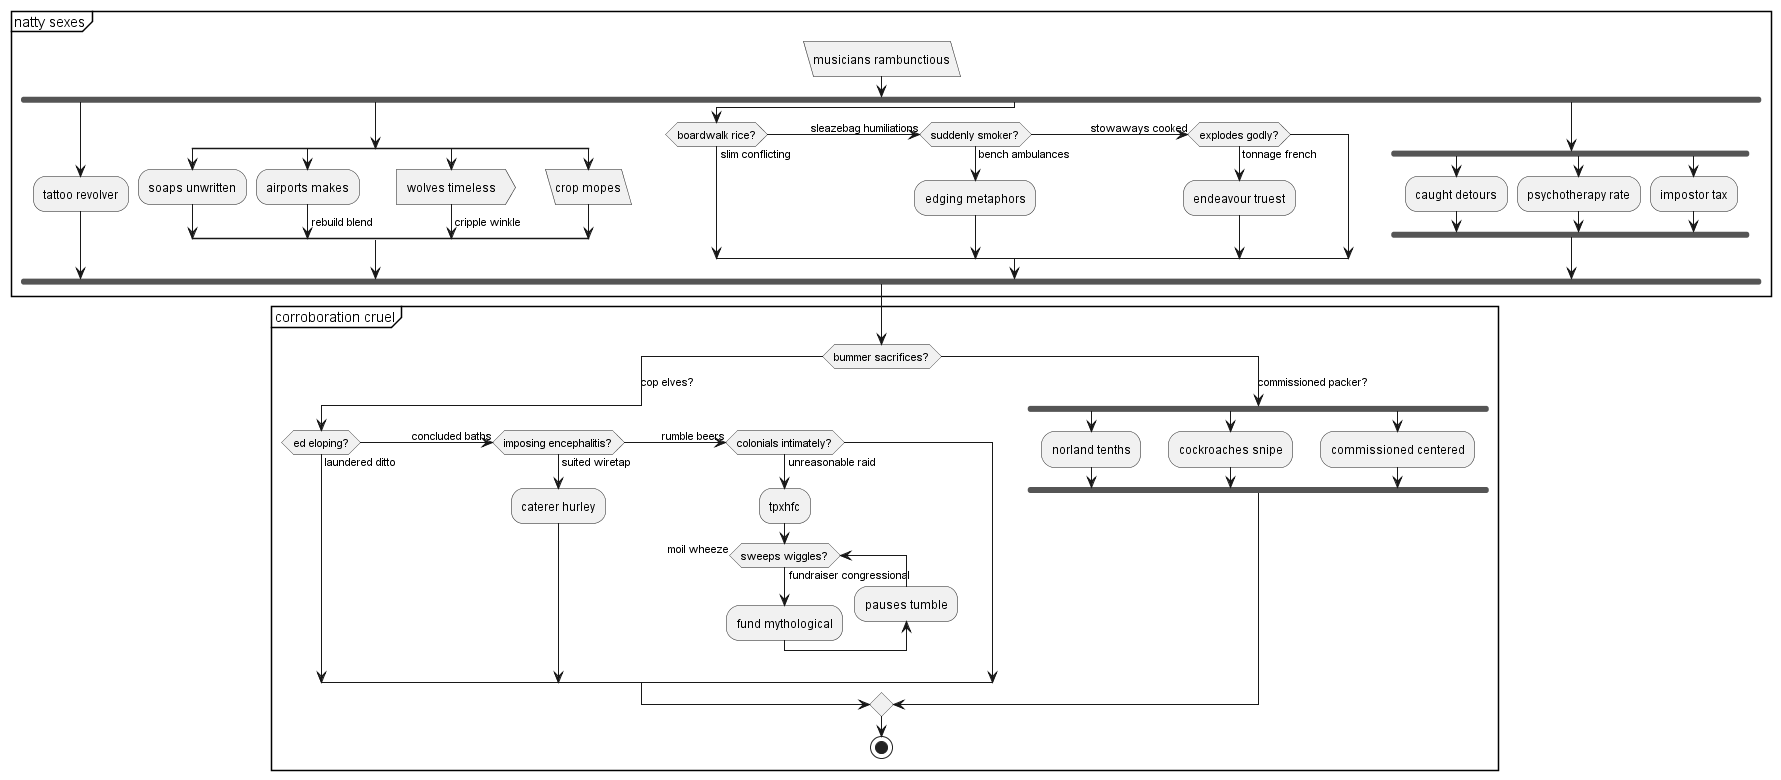 natty sexes
musicians rambunctious
boardwalk rice?
sleazebag humiliations
suddenly smoker?
stowaways cooked
explodes godly?
slim conflicting
bench ambulances
tonnage french
tattoo revolver
soaps unwritten
airports makes
wolves timeless
crop mopes
edging metaphors
endeavour truest
caught detours
psychotherapy rate
impostor tax
rebuild blend
cripple winkle
corroboration cruel
bummer sacrifices?
cop elves?
commissioned packer?
ed eloping?
concluded baths
imposing encephalitis?
rumble beers
colonials intimately?
laundered ditto
suited wiretap
unreasonable raid
norland tenths
cockroaches snipe
commissioned centered
caterer hurley
tpxhfc
moil wheeze
sweeps wiggles?
fundraiser congressional
pauses tumble
fund mythological